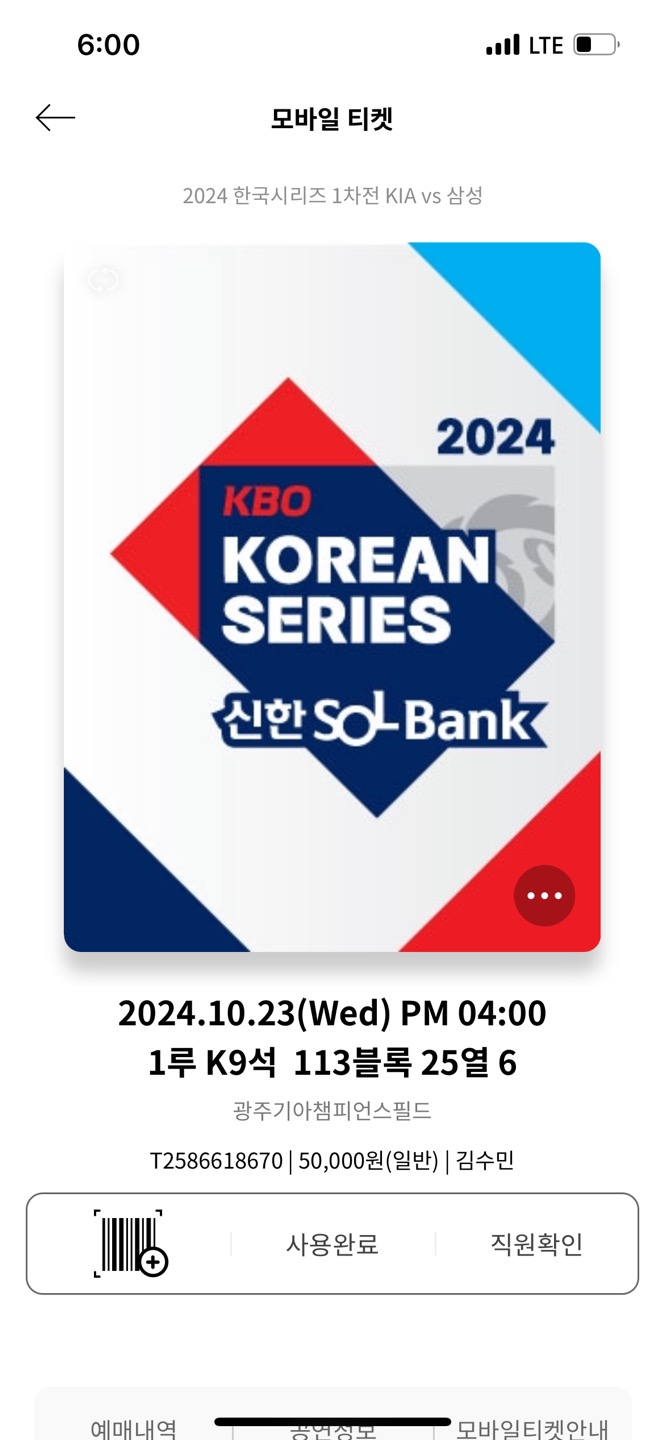 6:00 LTE
모바일 티켓
2024 한국시리즈 1차전 KIA vs 삼성
2024
KBO
KOREAN
SERIES
신한 SOL Bank
2024.10.23(Wed) PM 04:00
1루 K9석 113블록 25열 6
광주기아챔피언스필드
T2586618670 | 50,000원(일반) | 김수민
사용완료 직원확인
예매내역 공연정보 모바일티켓안내